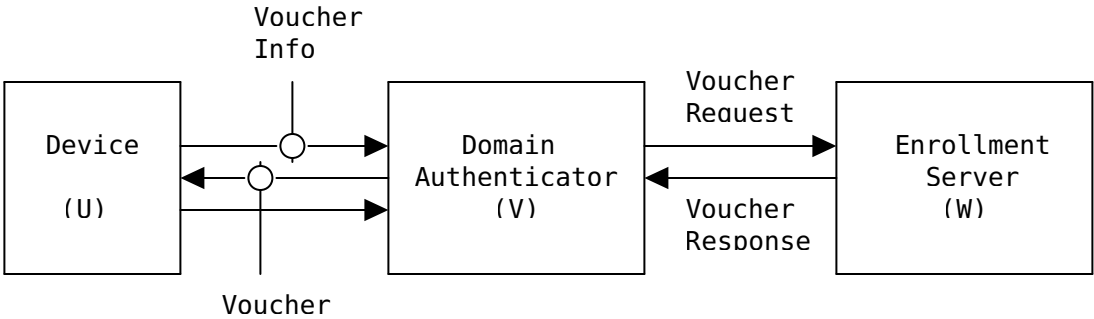 Voucher
Info
Voucher
Request
Device
(U)
Domain
Authenticator
(V)
Enrollment
Server
(W)
Voucher
Response
Voucher